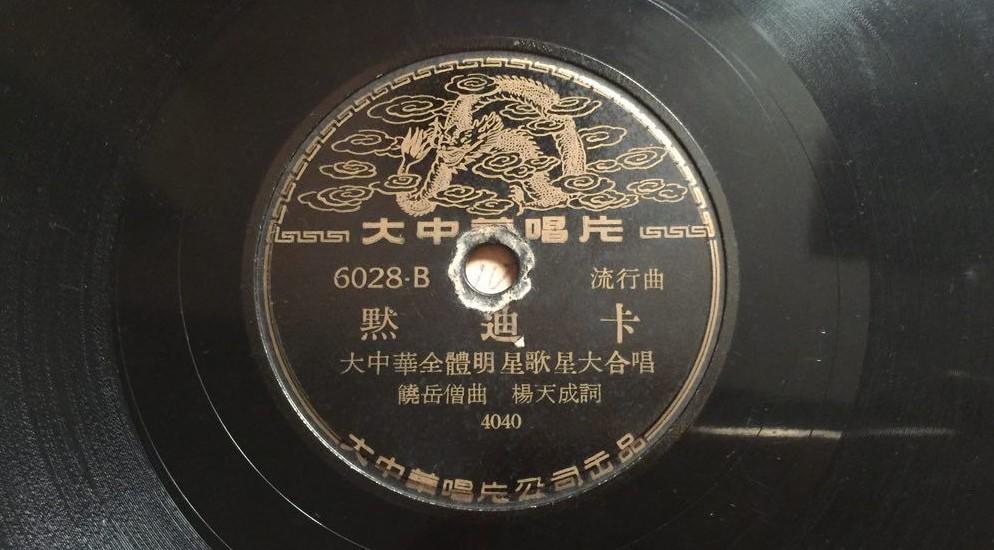 大中華唱片
6028-B 流行曲
默迪卡
大中華全體明星歌星大合唱
饒岳僧曲 楊天成詞
4040
大中華唱片公司出品